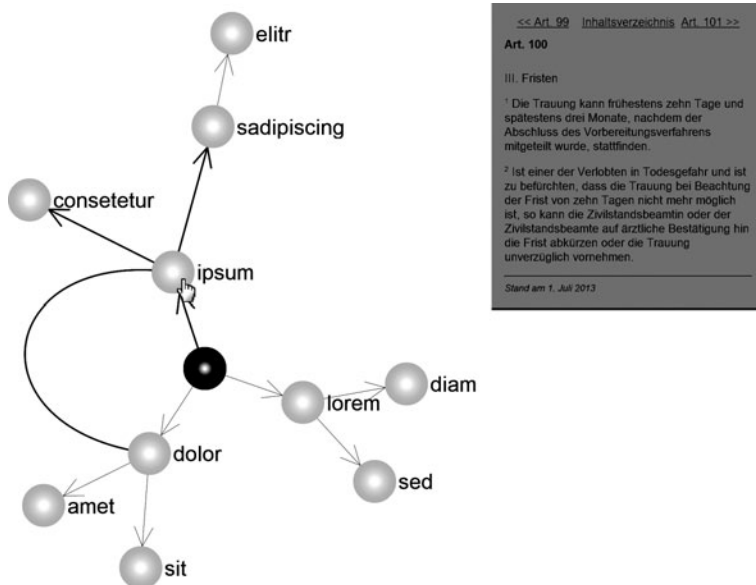 elitr
sadipiscing
consetetur
ipsum
lorem
diam
dolor
sed
amet
sit
<< Art. 99 Inhaltsverzeichnis Art. 101 >>
Art. 100
III. Fristen
1 Die Trauung kann frühestens zehn Tage und
spätestens drei Monate, nachdem der
Abschluss des Vorbereitungsverfahrens
mitgeteilt wurde, stattfinden.
2 Ist einer der Verlobten in Todesgefahr und ist
zu befürchten, dass die Trauung bei Beachtung
der Frist von zehn Tagen nicht mehr möglich
ist, so kann die Zivilstandsbeamtin oder der
Zivilstandsbeamte auf ärztliche Bestätigung hin
die Frist abkürzen oder die Trauung
unverzüglich vornehmen.
Stand am 1. Juli 2013